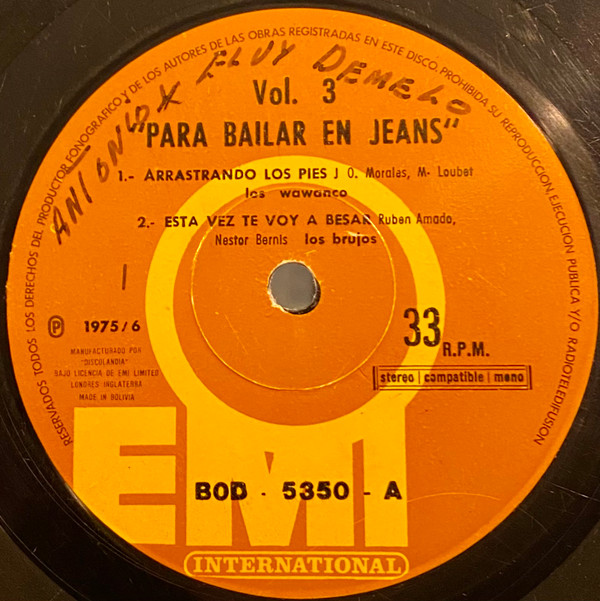 RESERVADOS TODOS LOS DERECHOS DEL PRODUCTOR FONOGRAFICO Y DE LOS AUTORES DE LAS OBRAS REGISTRADAS EN ESTE DISCO, PROHIBIDA SU REPRODUCCION, EJECUCION PUBLICA Y/O RADIOTELEDIFUSION
ANTONIO X ELUY DEMELO
Vol. 3
"PARA BAILAR EN JEANS"
1.- ARRASTRANDO LOS PIES J O. Morales, M. Loubet
los wawanco
2.- ESTA VEZ TE VOY A BESAR Ruben Amado,
Nestor Bernis los brujos
I
Ⓟ 1975/6
33 R.P.M.
MANUFACTURADO POR
"DISCOLANDIA"
BAJO LICENCIA DE EMI LIMITED
LONDRES INGLATERRA
MADE IN BOLIVIA
stereo | compatible | mono
EMI
BOD - 5350 - A
INTERNATIONAL